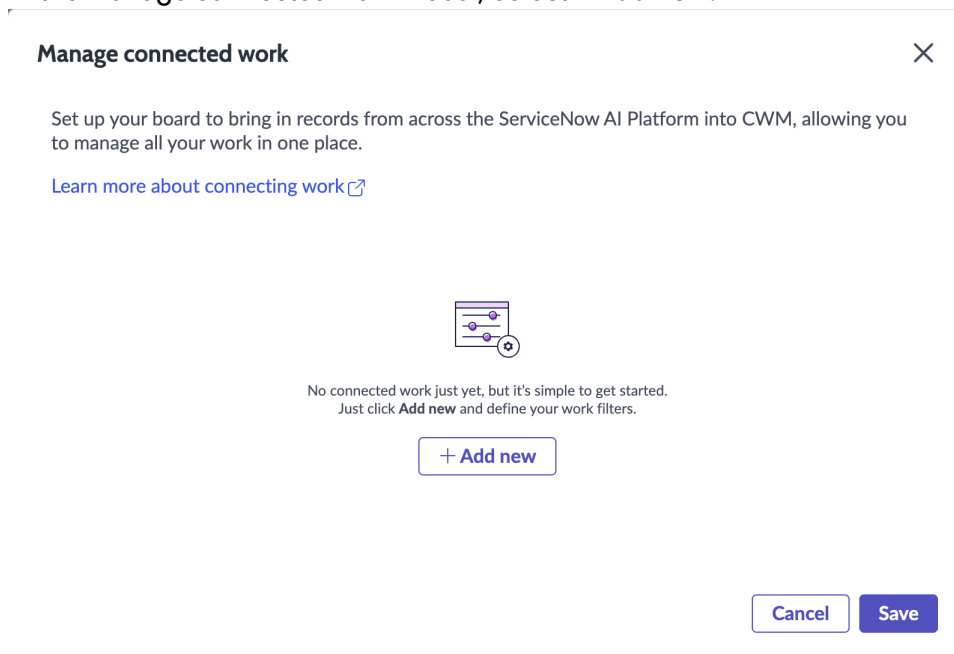 Manage connected work
Set up your board to bring in records from across the ServiceNow AI Platform into CWM, allowing you
to manage all your work in one place.
Learn more about connecting work
No connected work just yet, but it's simple to get started.
Just click Add new and define your work filters.
+ Add new
Cancel
Save